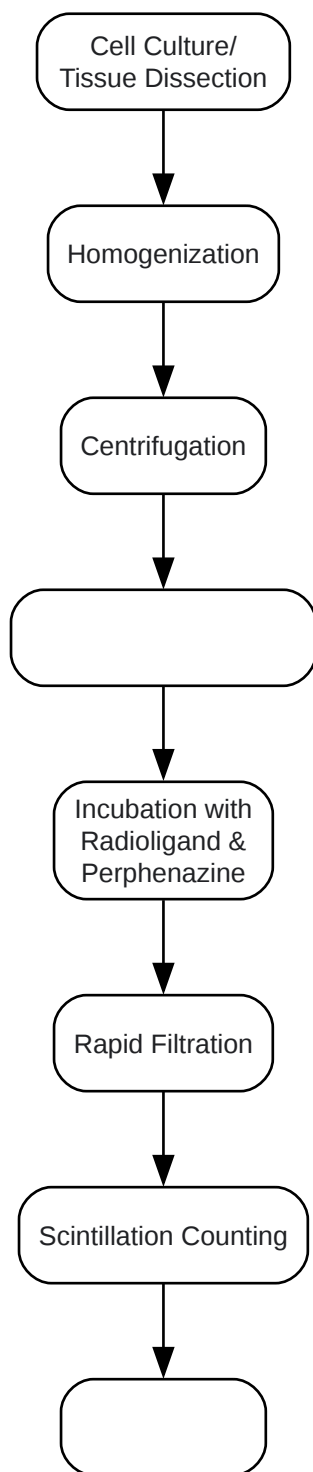 Cell Culture/
Tissue Dissection
Homogenization
Centrifugation
Incubation with
Radioligand &
Perphenazine
Rapid Filtration
Scintillation Counting